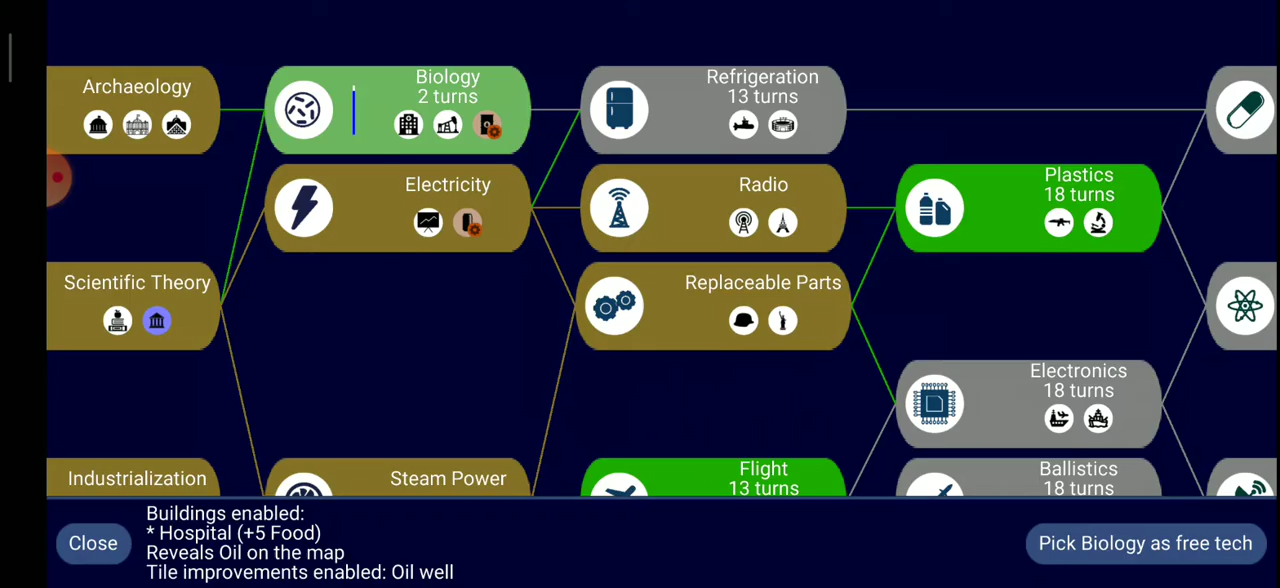 Archaeology
Biology
2 turns
Refrigeration
13 turns
Electricity
Radio
Plastics
18 turns
Scientific Theory
Replaceable Parts
Electronics
18 turns
Industrialization
Steam Power
Flight
13 turns
Ballistics
18 turns
Close
Buildings enabled:
* Hospital (+5 Food)
Reveals Oil on the map
Tile improvements enabled: Oil well
Pick Biology as free tech